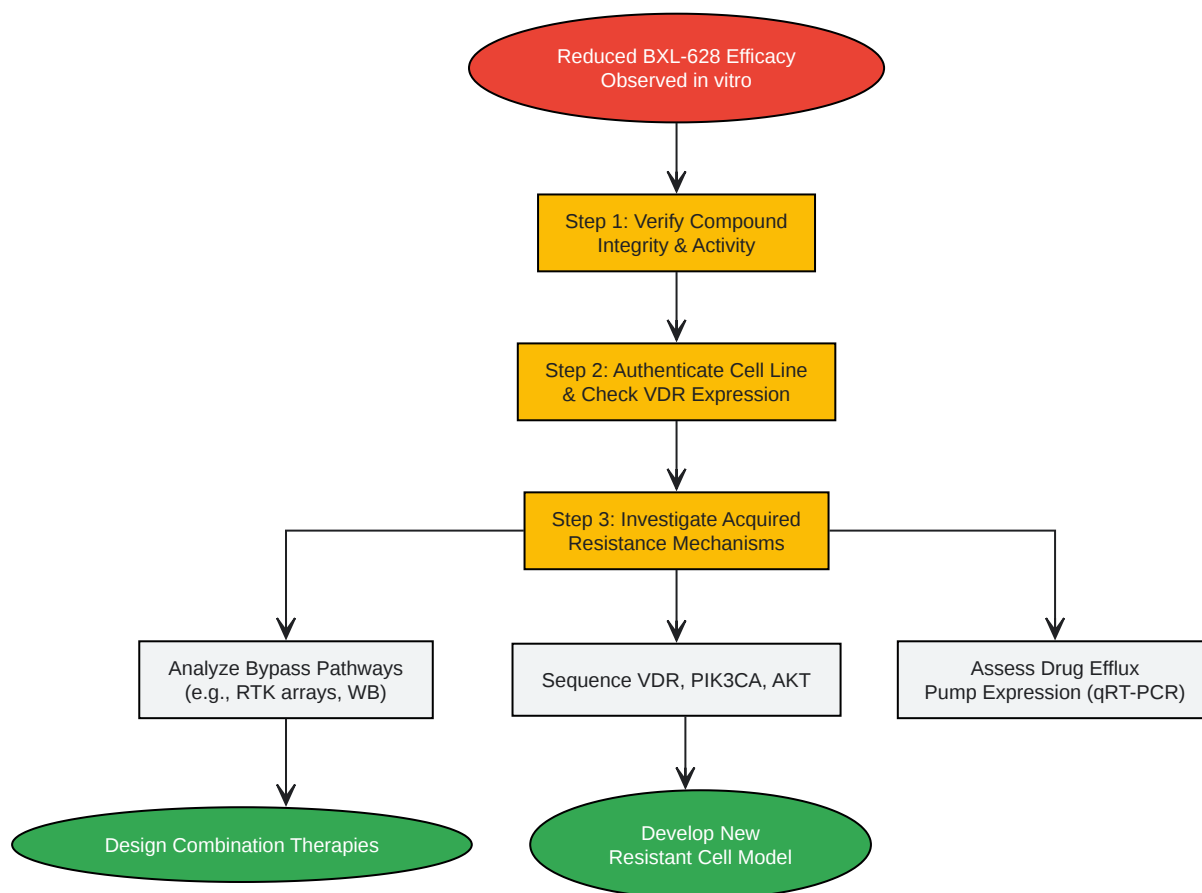 Reduced BXL-628 Efficacy
Observed in vitro
Step 1: Verify Compound
Integrity & Activity
Step 2: Authenticate Cell Line
& Check VDR Expression
Step 3: Investigate Acquired
Resistance Mechanisms
Analyze Bypass Pathways
(e.g., RTK arrays, WB)
Sequence VDR, PIK3CA, AKT
Assess Drug Efflux
Pump Expression (qRT-PCR)
Design Combination Therapies
Develop New
Resistant Cell Model